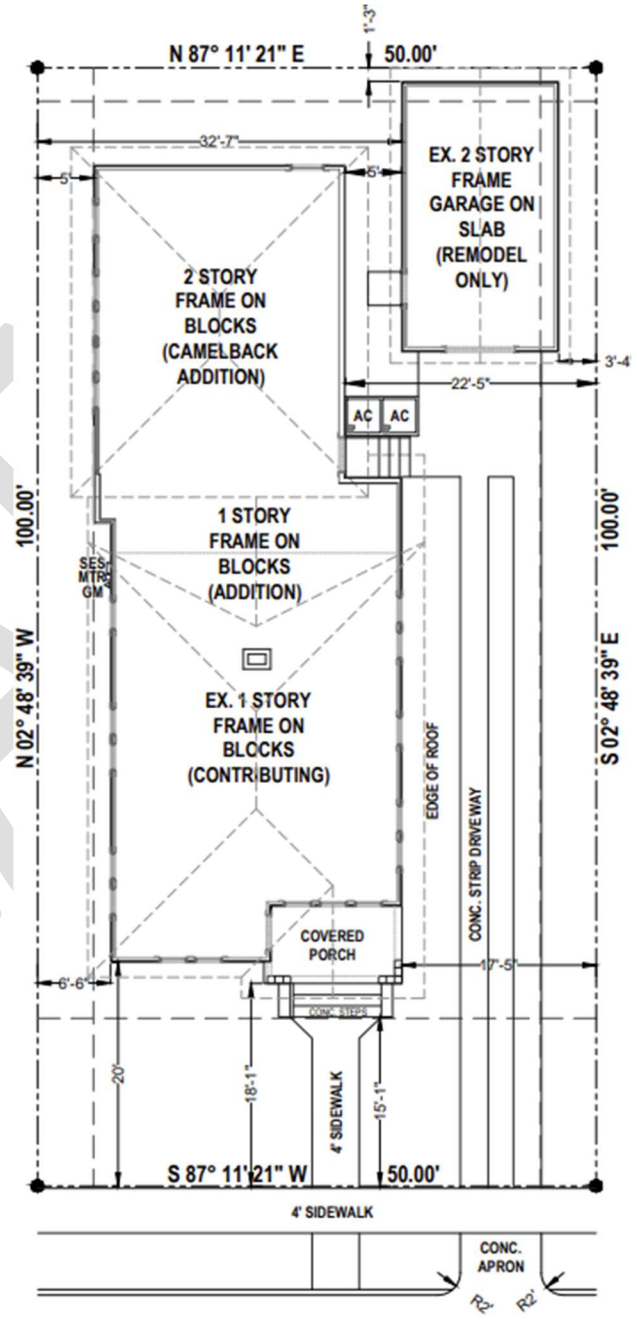 1'-3"
N 87° 11' 21" E 50.00'
32'-7"
5'
5'
EX. 2 STORY
FRAME
GARAGE ON
SLAB
(REMODEL
ONLY)
2 STORY
FRAME ON
BLOCKS
(CAMELBACK
ADDITION)
3'-4"
22'-5"
AC AC
N 02° 48' 39" W 100.00'
S 02° 48' 39" E 100.00'
1 STORY
FRAME ON
BLOCKS
(ADDITION)
SES
MTR
GM
EX. 1 STORY
FRAME ON
BLOCKS
(CONTRIBUTING)
EDGE OF ROOF
CONC. STRIP DRIVEWAY
COVERED
PORCH
17'-5"
6'-6"
CONC. STEPS
20'
18'-1"
4' SIDEWALK
15'-1"
S 87° 11' 21" W 50.00'
4' SIDEWALK
CONC.
APRON
R2' R2'